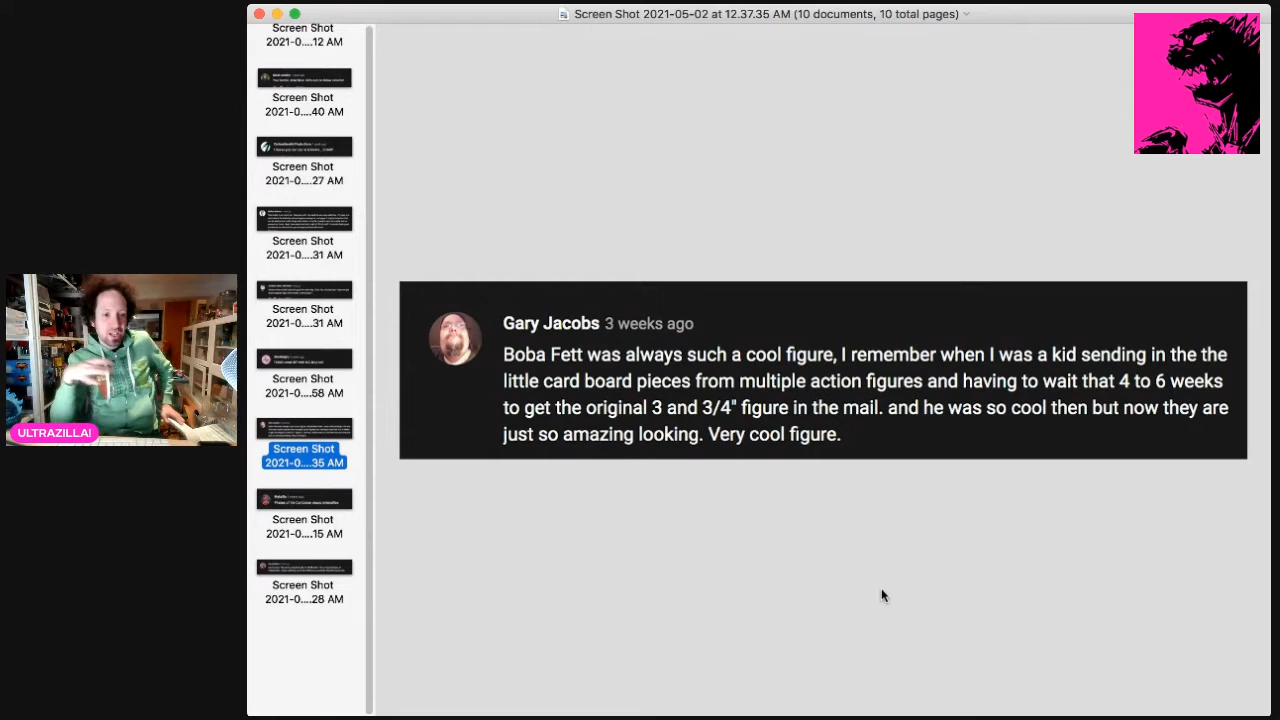 Screen Shot 2021-05-02 at 12.37.35 AM (10 documents, 10 total pages)
Screen Shot
2021-0....12 AM
Screen Shot
2021-0....40 AM
Screen Shot
2021-0....27 AM
Screen Shot
2021-0....31 AM
Screen Shot
2021-0....31 AM
Screen Shot
2021-0....58 AM
Screen Shot
2021-0....35 AM
Screen Shot
2021-0....15 AM
Screen Shot
2021-0....28 AM
ULTRAZILLA!
Gary Jacobs 3 weeks ago
Boba Fett was always such a cool figure, I remember when I was a kid sending in the the
little card board pieces from multiple action figures and having to wait that 4 to 6 weeks
to get the original 3 and 3/4" figure in the mail. and he was so cool then but now they are
just so amazing looking. Very cool figure.